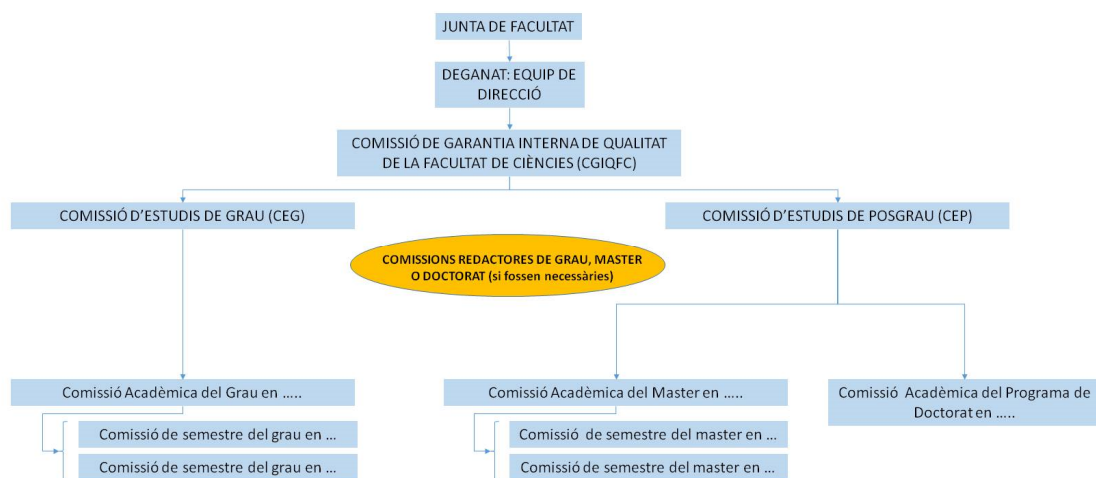 JUNTA DE FACULTAT
DEGANAT: EQUIP DE
DIRECCIÓ
COMISSIÓ DE GARANTIA INTERNA DE QUALITAT
DE LA FACULTAT DE CIÈNCIES (CGIQFC)
COMISSIÓ D'ESTUDIS DE GRAU (CEG)
COMISSIÓ D'ESTUDIS DE POSGRAU (CEP)
COMISSIONS REDACTORES DE GRAU, MASTER
O DOCTORAT (si fossen necessàries)
Comissió Acadèmica del Grau en .....
Comissió de semestre del grau en ...
Comissió de semestre del grau en ...
Comissió Acadèmica del Master en .....
Comissió de semestre del master en ...
Comissió de semestre del master en ...
Comissió Acadèmica del Programa de
Doctorat en .....